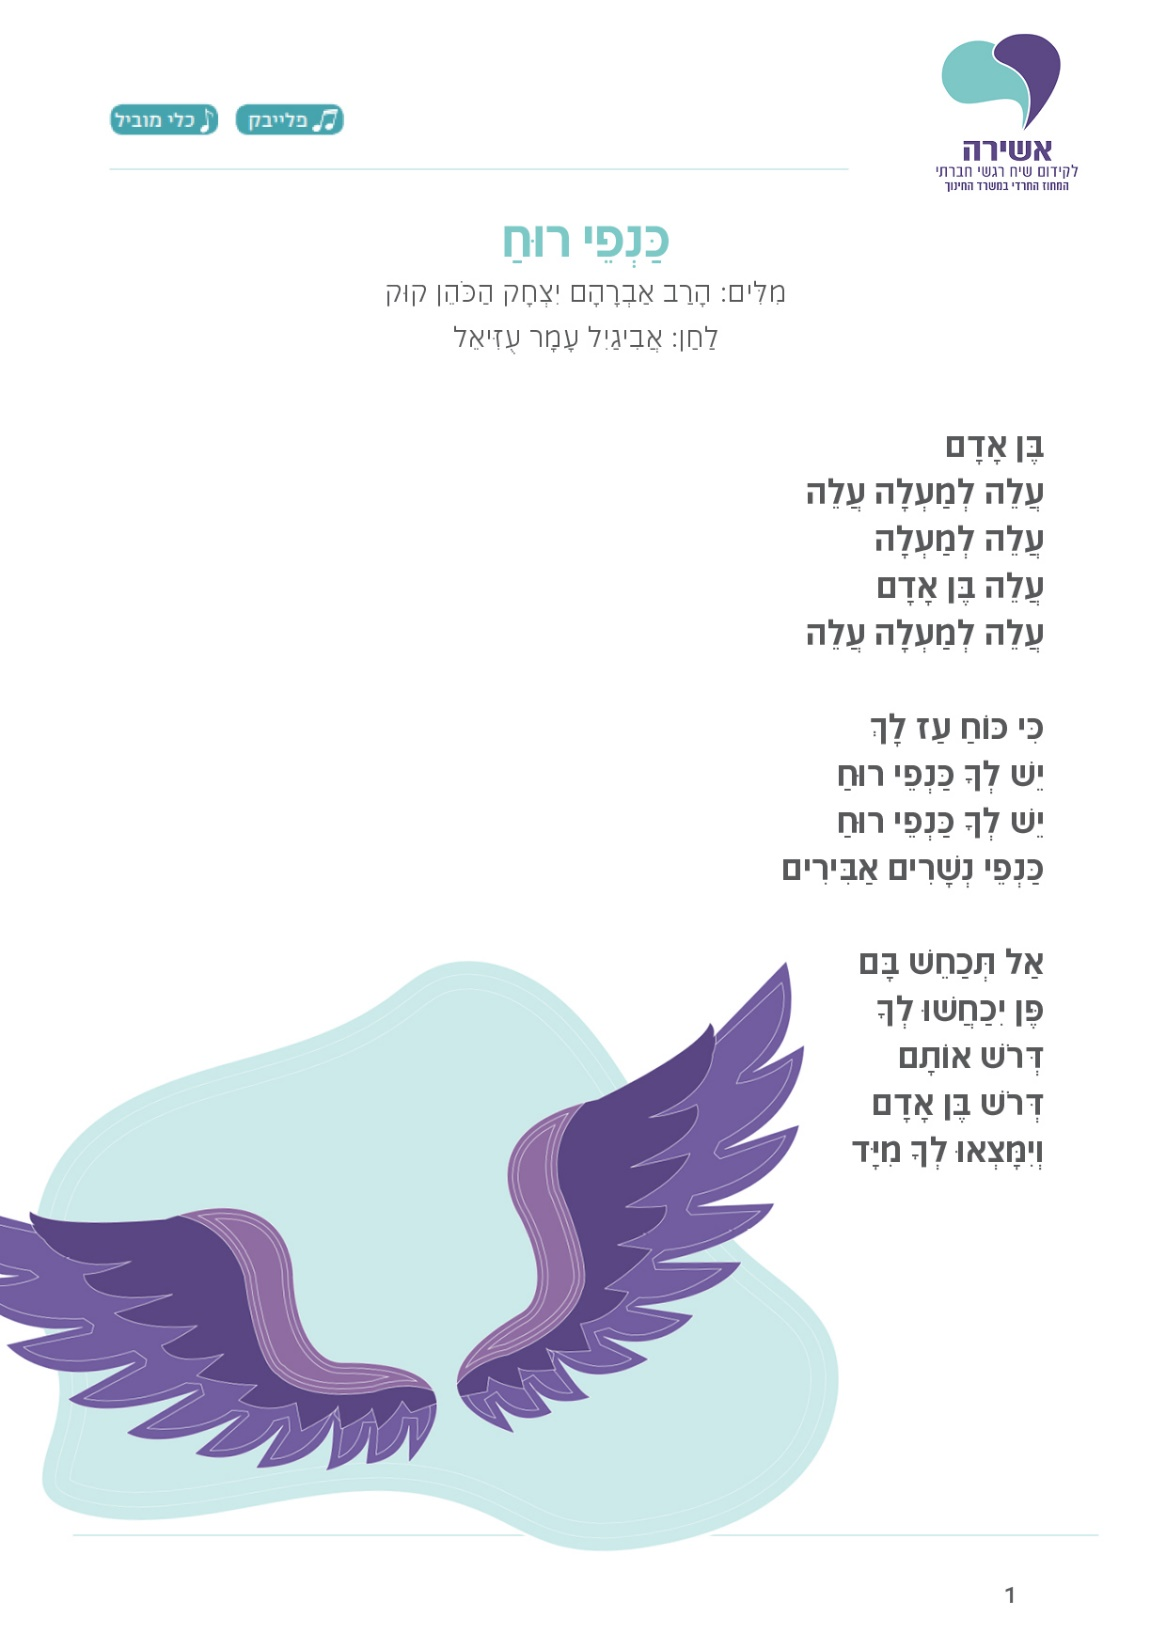 אשירה
לקידום שיח רגשי חברתי
המחוז החרדי במשרד החינוך
פלייבק
כלי מוביל
כַּנְפֵי רוּחַ
מִלִּים: הָרַב אַבְרָהָם יִצְחָק הַכֹּהֵן קוּק
לַחַן: אֲבִיגַיִל עָמָר עֻזִּיאֵל
בֶּן אָדָם
עֲלֵה לְמַעְלָה עֲלֵה
עֲלֵה לְמַעְלָה
עֲלֵה בֶּן אָדָם
עֲלֵה לְמַעְלָה עֲלֵה
כִּי כּוֹחַ עַז לָךְ
יֵשׁ לְךָ כַּנְפֵי רוּחַ
יֵשׁ לְךָ כַּנְפֵי רוּחַ
כַּנְפֵי נְשָׁרִים אַבִּירִים
אַל תְּכַחֵשׁ בָּם
פֶּן יְכַחֲשׁוּ לְךָ
דְּרֹשׁ אוֹתָם
דְּרֹשׁ בֶּן אָדָם
וְיִמָּצְאוּ לְךָ מִיָּד
1